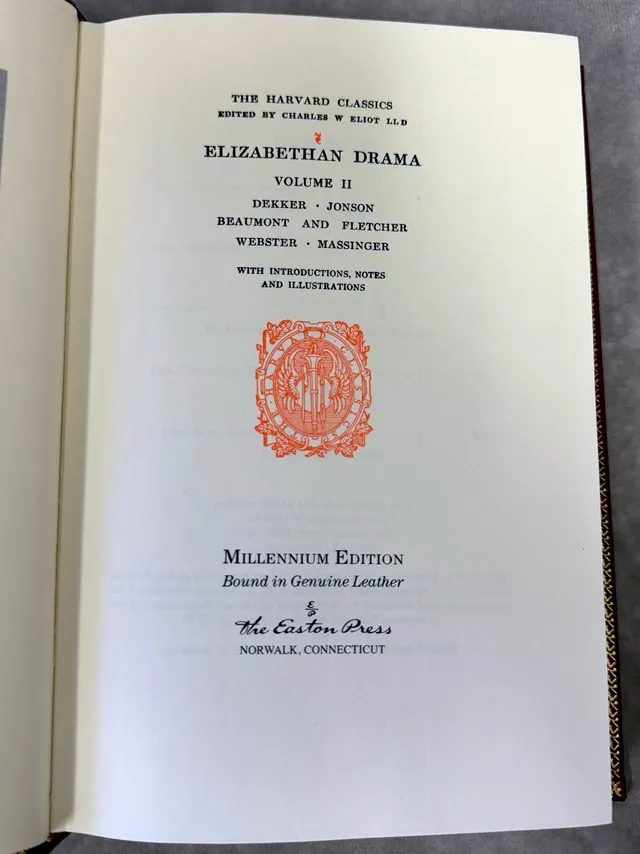 THE HARVARD CLASSICS
EDITED BY CHARLES W ELIOT LLD
ELIZABETHAN DRAMA
VOLUME II
DEKKER · JONSON
BEAUMONT AND FLETCHER
WEBSTER · MASSINGER
WITH INTRODUCTIONS, NOTES
AND ILLUSTRATIONS
MILLENNIUM EDITION
Bound in Genuine Leather
The Easton Press
NORWALK, CONNECTICUT